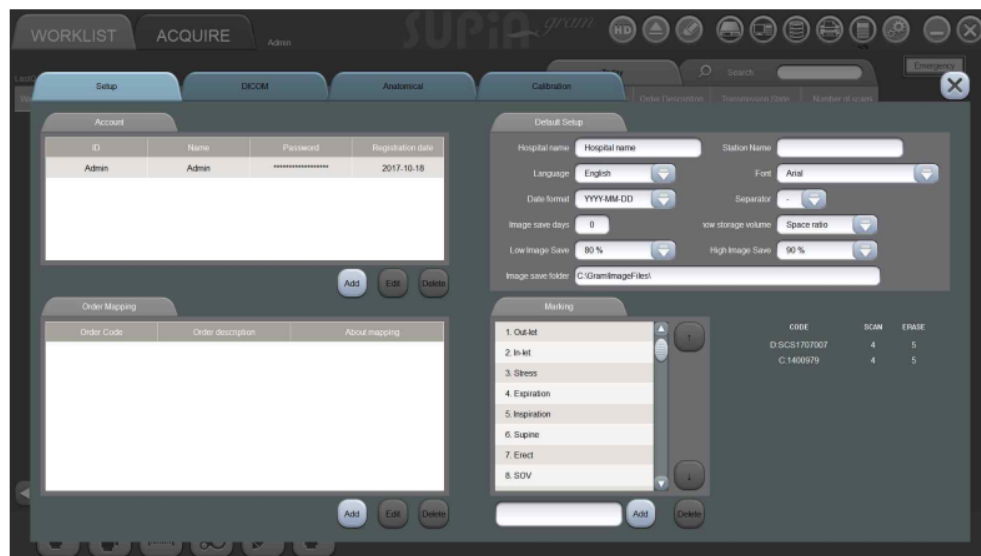 WORKLIST ACQUIRE Admin SUPiA gram HD
Search Emergency
Order Description Transmission State Number of scans
Setup DICOM Anatomical Calibration
Account
ID Name Password Registration date
Admin Admin ****************** 2017-10-18
Add Edit Delete
Order Mapping
Order Code Order description About mapping
Add Edit Delete
Default Setup
Hospital name Hospital name Station Name
Language English Font Arial
Date format YYYY-MM-DD Separator -
Image save days 0 storage volume Space ratio
Low Image Save 80 % High Image Save 90 %
Image save folder C:\GramImageFiles\
Marking
1. Out-let
2. In-let
3. Stress
4. Expiration
5. Inspiration
6. Supine
7. Erect
8. SOV
Add Delete
CODE SCAN ERASE
D:SCS1707007 4 5
C:1400979 4 5